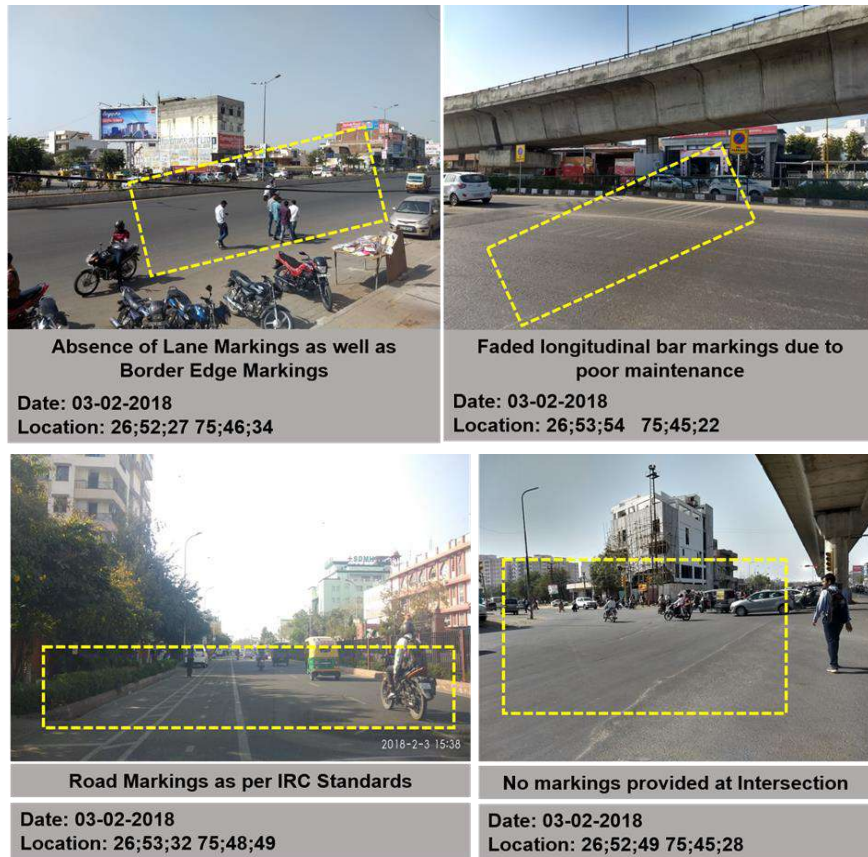 Absence of Lane Markings as well as
Border Edge Markings
Date: 03-02-2018
Location: 26;52;27 75;46;34
Faded longitudinal bar markings due to
poor maintenance
Date: 03-02-2018
Location: 26;53;54 75;45;22
SDMH
2018-2-3 15:38
Road Markings as per IRC Standards
Date: 03-02-2018
Location: 26;53;32 75;48;49
No markings provided at Intersection
Date: 03-02-2018
Location: 26;52;49 75;45;28